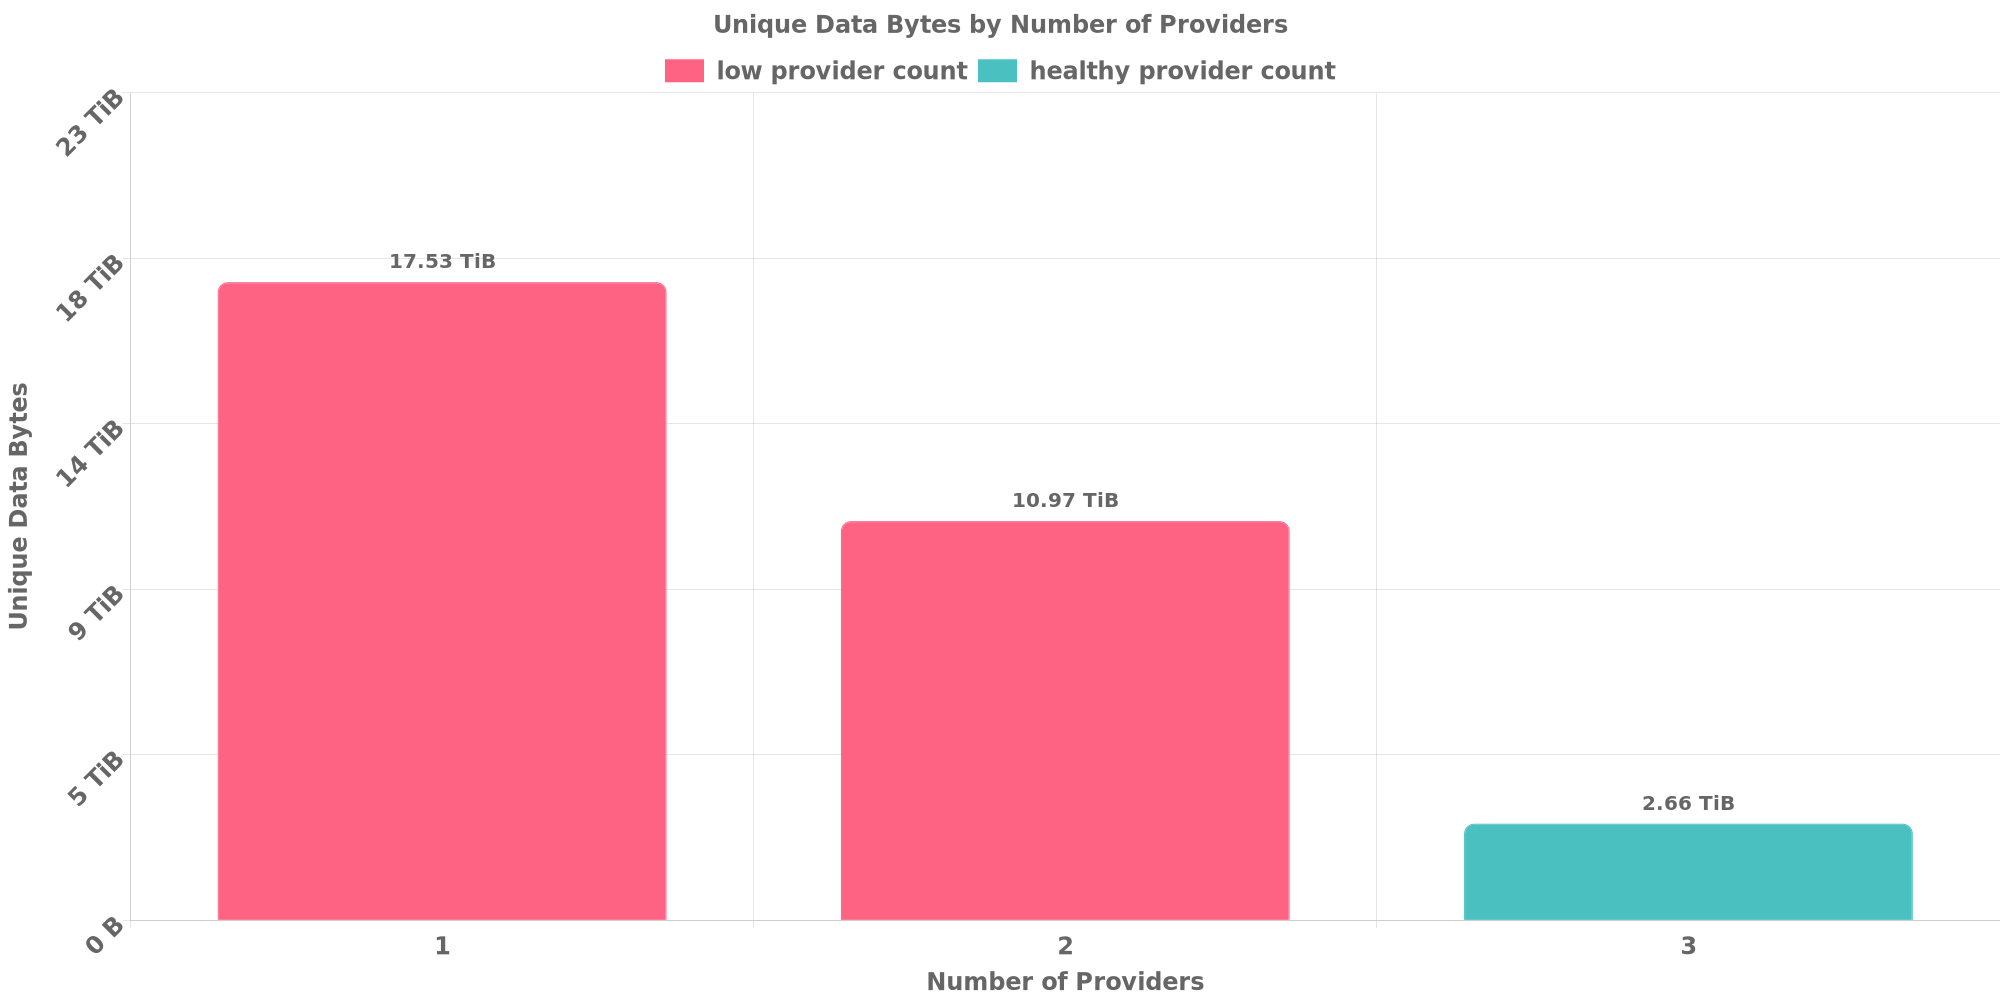 Unique Data Bytes by Number of Providers
low provider count healthy provider count
23 TiB
18 TiB
14 TiB
9 TiB
5 TiB
0 B
Unique Data Bytes
17.53 TiB
10.97 TiB
2.66 TiB
1 2 3
Number of Providers